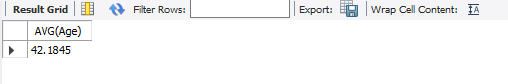 Result Grid Filter Rows: Export: Wrap Cell Content:
AVG(Age)
42.1845